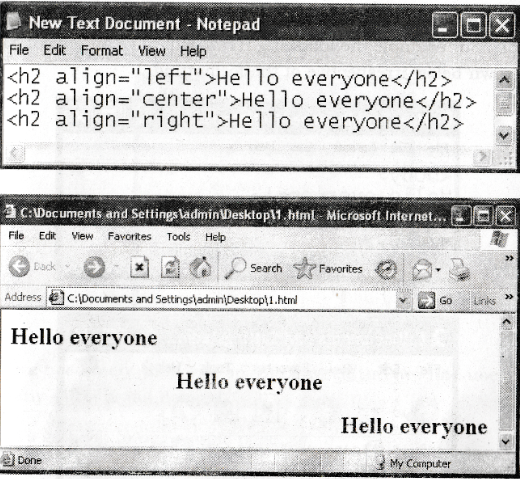 New Text Document - Notepad
File Edit Format View Help
<h2 align="left">Hello everyone</h2>
<h2 align="center">Hello everyone</h2>
<h2 align="right">Hello everyone</h2>
C:\Documents and Settings\admin\Desktop\1.html - Microsoft Internet...
File Edit View Favorites Tools Help
Back Search Favorites
Address C:\Documents and Settings\admin\Desktop\1.html Go Links
Hello everyone
Hello everyone
Hello everyone
Done My Computer